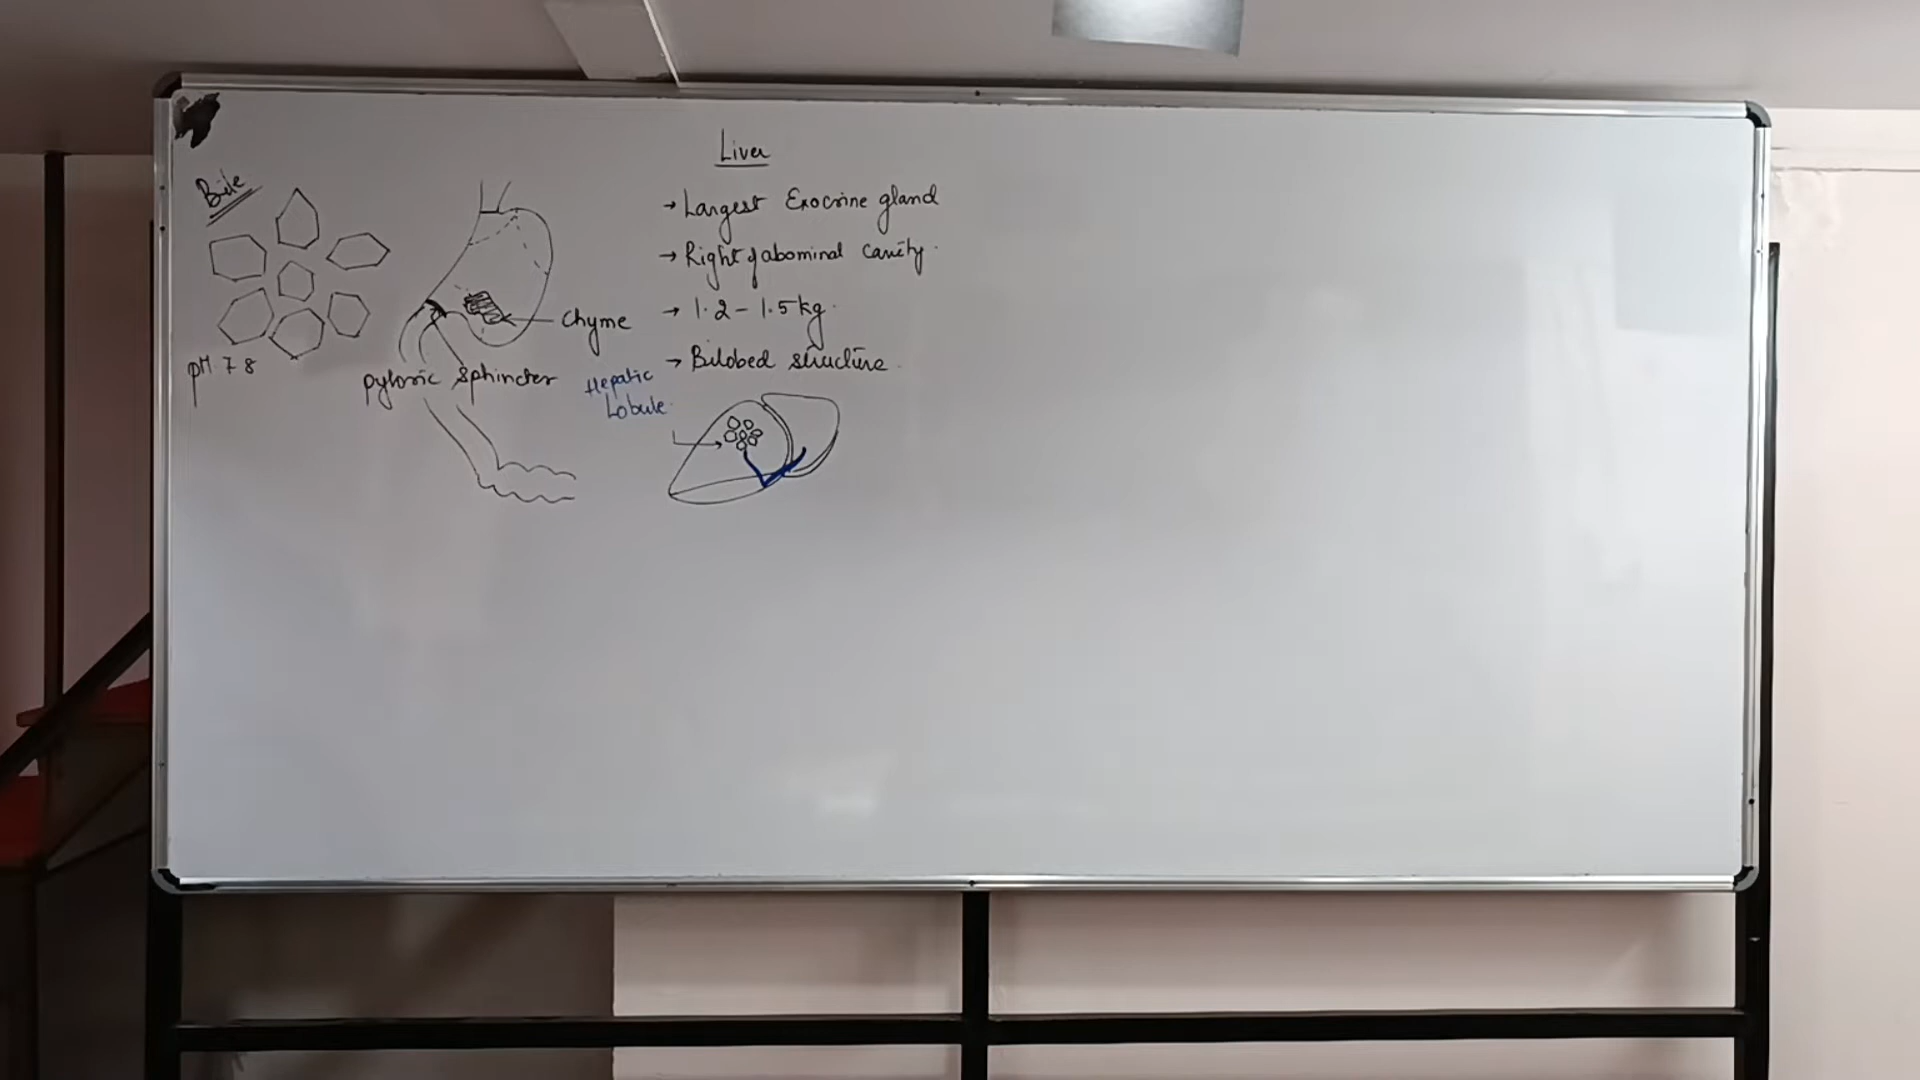 Liver
Bile
→ Largest Exocrine gland
→ Right of abominal cavity.
→ 1.2 - 1.5 kg.
Chyme
→ Bilobed structure.
pH 7 8
pyloric sphincter
Hepatic
Lobule.